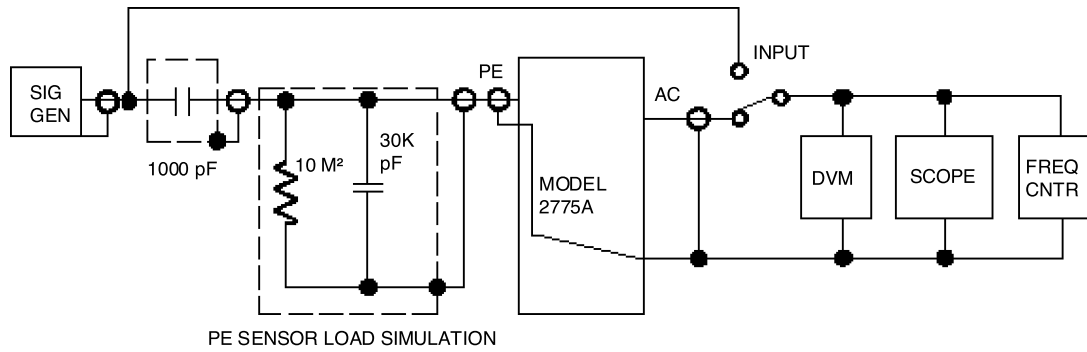 INPUT
PE
AC
SIG
GEN
30K
pF
1000 pF
10 M²
MODEL
2775A
DVM
SCOPE
FREQ
CNTR
PE SENSOR LOAD SIMULATION